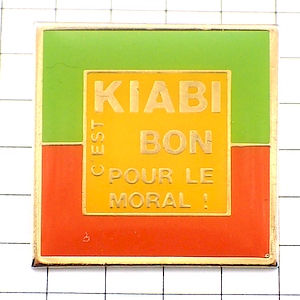 KIABI
C'EST
BON
POUR LE
MORAL !